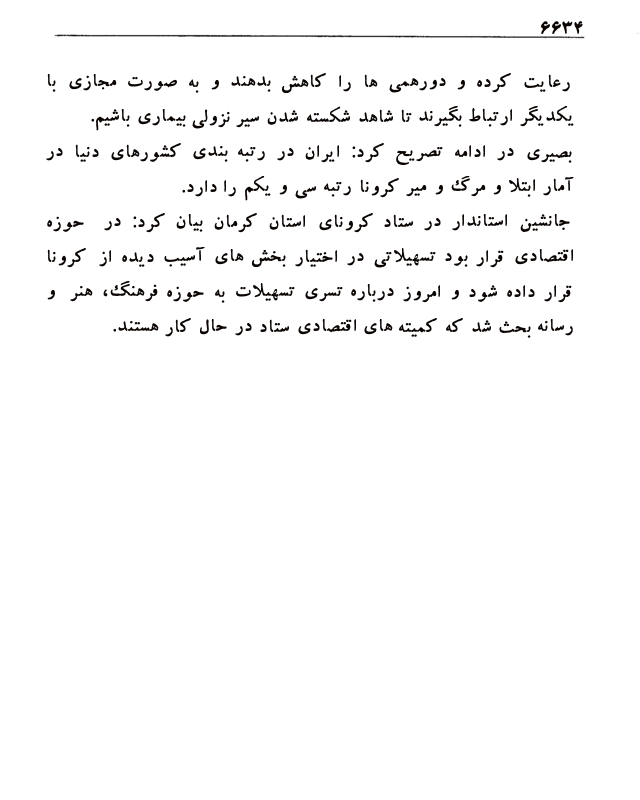 ۶۶۳۴
رعایت کرده و دورهمی ها را کاهش بدهند و به صورت مجازی با
یکدیگر ارتباط بگیرند تا شاهد شکسته شدن سیر نزولی بیماری باشیم.
بصیری در ادامه تصریح کرد: ایران در رتبه بندی کشورهای دنیا در
آمار ابتلا و مرگ و میر کرونا رتبه سی و یکم را دارد.
جانشین استاندار در ستاد کرونای استان کرمان بیان کرد: در حوزه
اقتصادی قرار بود تسهیلاتی در اختیار بخش های آسیب دیده از کرونا
قرار داده شود و امروز درباره تسری تسهیلات به حوزه فرهنگ، هنر و
رسانه بحث شد که کمیته های اقتصادی ستاد در حال کار هستند.